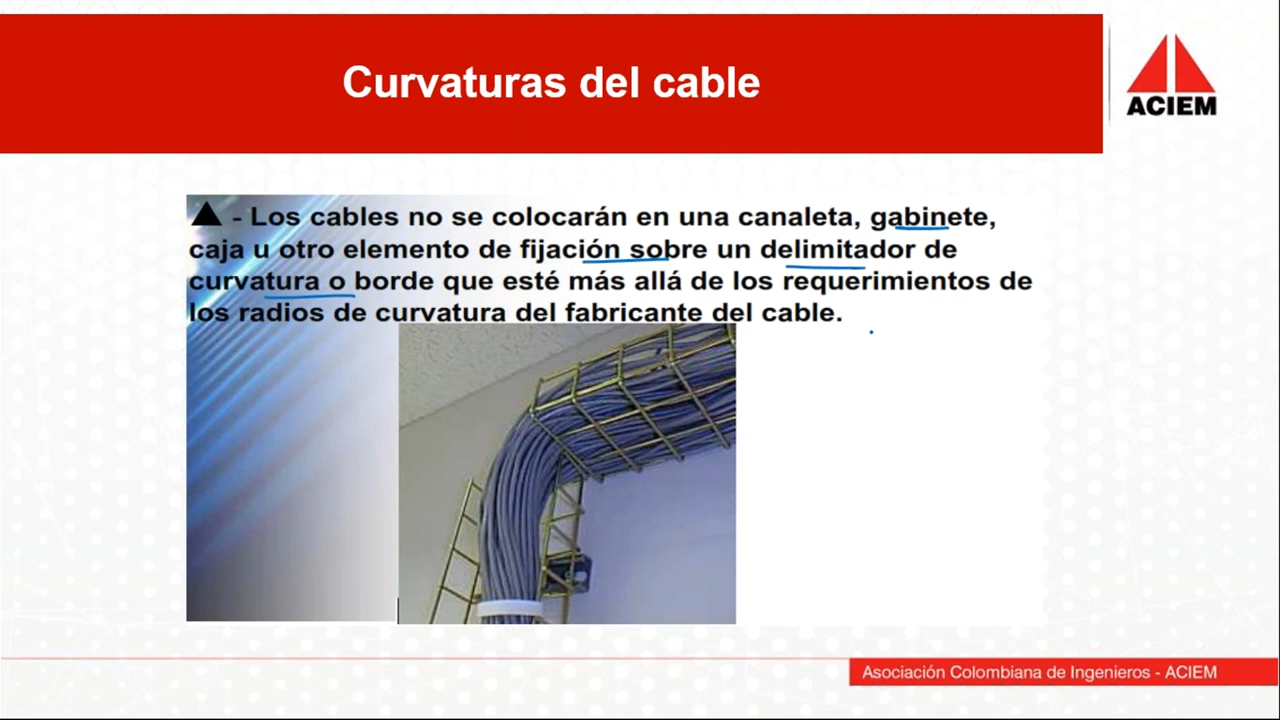 Curvaturas del cable
ACIEM
▲ - Los cables no se colocarán en una canaleta, gabinete,
caja u otro elemento de fijación sobre un delimitador de
curvatura o borde que esté más allá de los requerimientos de
los radios de curvatura del fabricante del cable.
Asociación Colombiana de Ingenieros - ACIEM